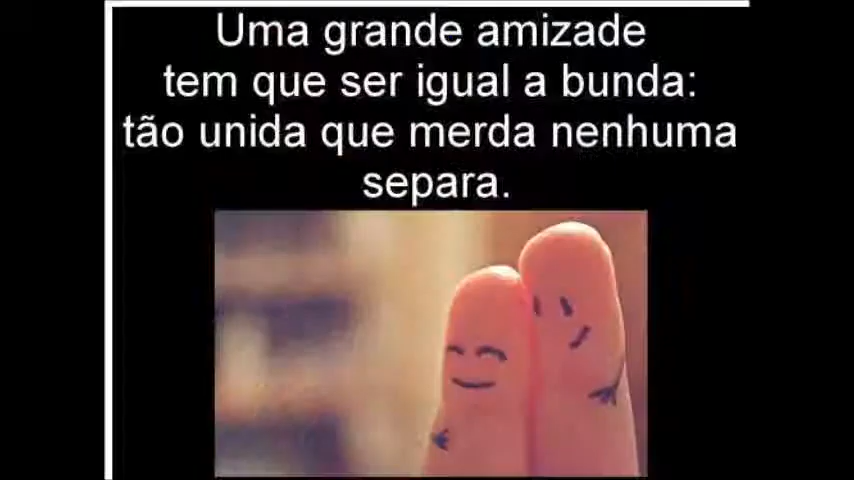 Uma grande amizade
tem que ser igual a bunda:
tão unida que merda nenhuma
separa.